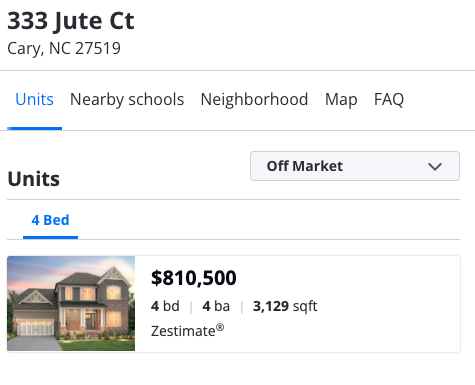 333 Jute Ct
Cary, NC 27519
Units Nearby schools Neighborhood Map FAQ
Off Market
Units
4 Bed
$810,500
4 bd | 4 ba | 3,129 sqft
Zestimate®